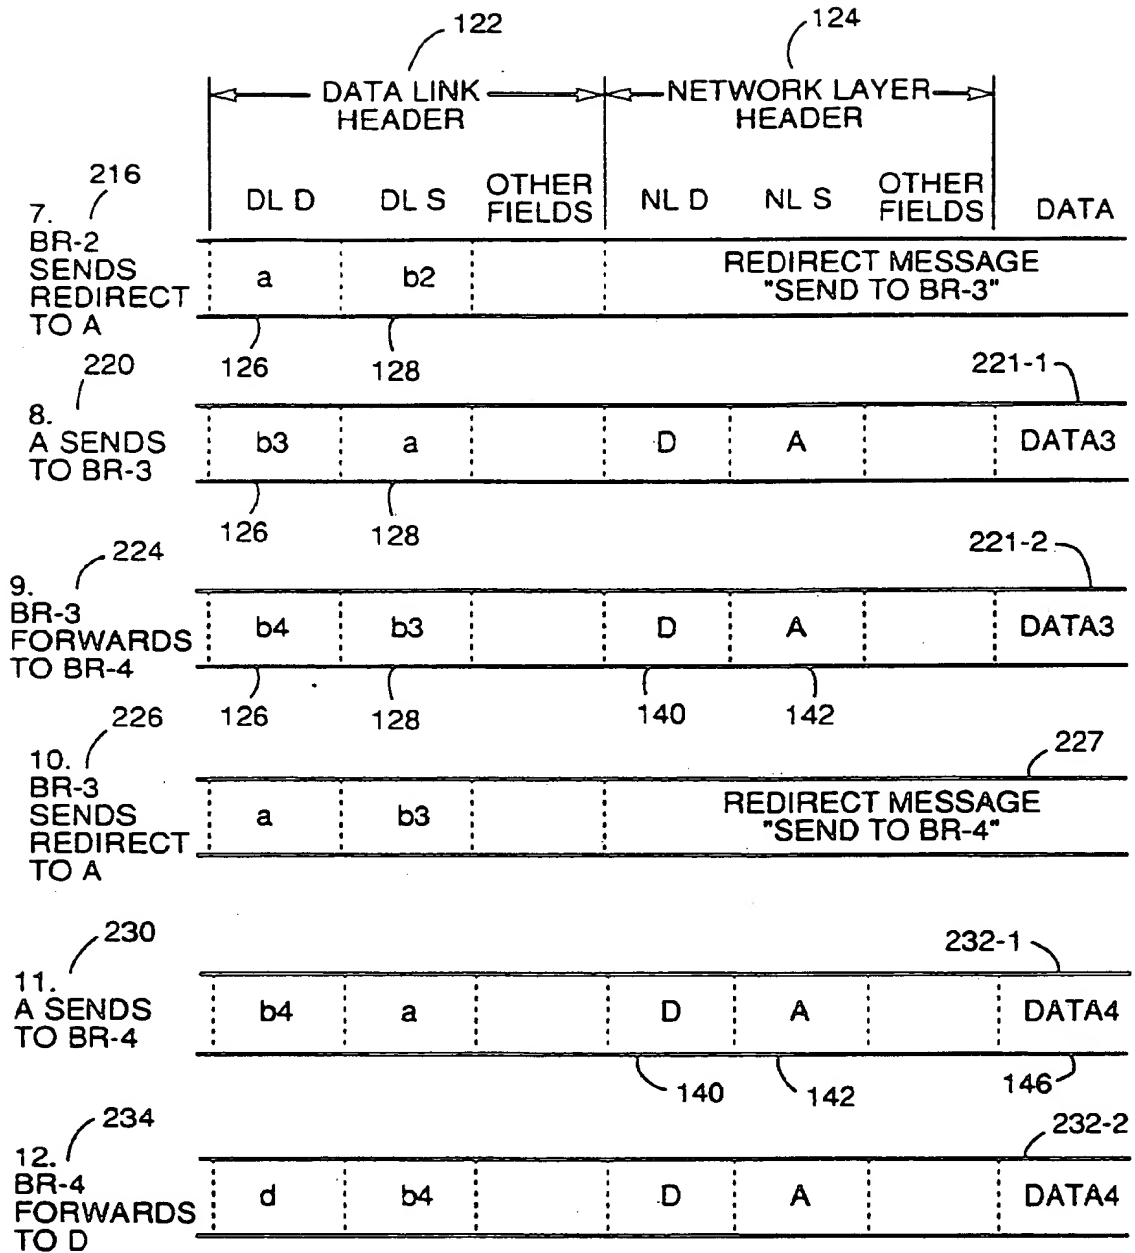 122
124
DATA LINK HEADER
NETWORK LAYER HEADER
216
DL D DL S OTHER FIELDS NL D NL S OTHER FIELDS DATA
7.
BR-2
SENDS
REDIRECT
TO A
a b2 REDIRECT MESSAGE
"SEND TO BR-3"
126 128
220
221-1
8.
A SENDS
TO BR-3
b3 a D A DATA3
126 128
224
221-2
9.
BR-3
FORWARDS
TO BR-4
b4 b3 D A DATA3
126 128 140 142
226
227
10.
BR-3
SENDS
REDIRECT
TO A
a b3 REDIRECT MESSAGE
"SEND TO BR-4"
230
232-1
11.
A SENDS
TO BR-4
b4 a D A DATA4
140 142 146
234
232-2
12.
BR-4
FORWARDS
TO D
d b4 D A DATA4